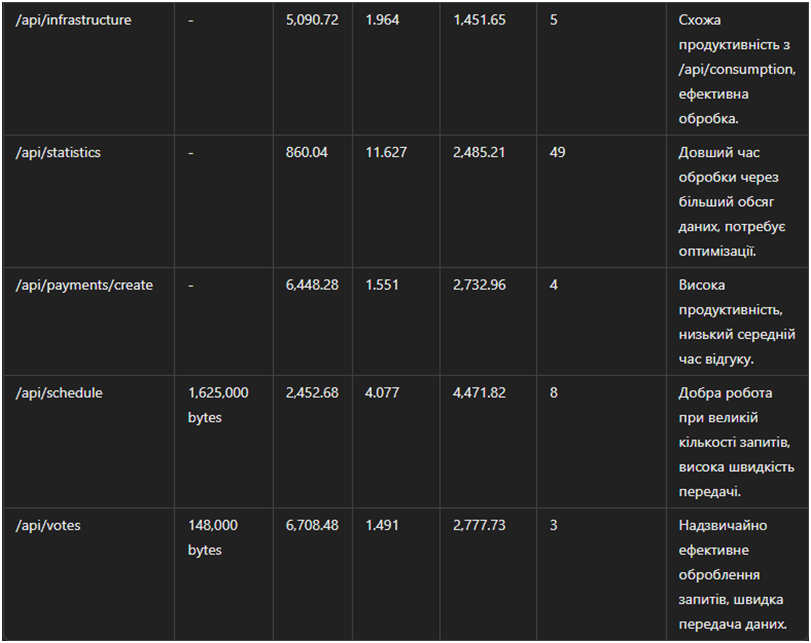 /api/infrastructure - 5,090.72 1.964 1,451.65 5 Схожа
продуктивність з
/api/consumption,
ефективна
обробка.
/api/statistics - 860.04 11.627 2,485.21 49 Довший час
обробки через
більший обсяг
даних, потребує
оптимізації.
/api/payments/create - 6,448.28 1.551 2,732.96 4 Висока
продуктивність,
низький середній
час відгуку.
/api/schedule 1,625,000 2,452.68 4.077 4,471.82 8 Добра робота
bytes при великій
кількості запитів,
висока швидкість
передачі.
/api/votes 148,000 6,708.48 1.491 2,777.73 3 Надзвичайно
bytes ефективне
оброблення
запитів, швидка
передача даних.